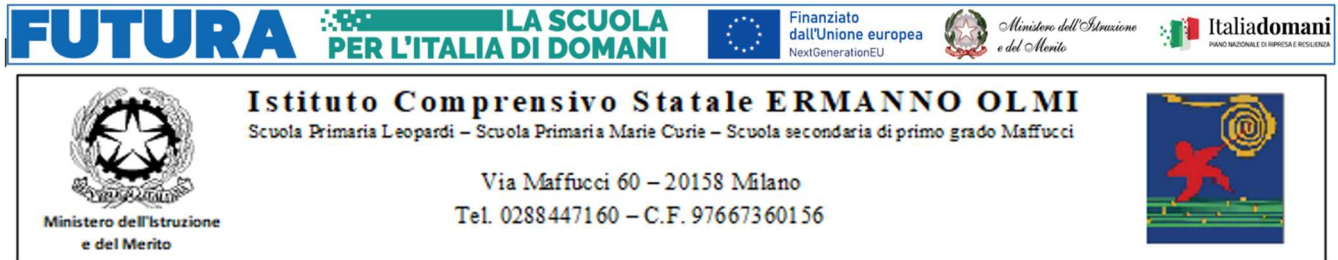 FUTURA
LA SCUOLA
PER L'ITALIA DI DOMANI
Finanziato
dall'Unione europea
NextGenerationEU
Ministero dell'Istruzione
e del Merito
Italiadomani
PIANO NAZIONALE DI RIPRESA E RESILIENZA
Istituto Comprensivo Statale ERMANNO OLMI
Scuola Primaria Leopardi – Scuola Primaria Marie Curie – Scuola secondaria di primo grado Maffucci
Via Maffucci 60 – 20158 Milano
Tel. 0288447160 – C.F. 97667360156
Ministero dell'Istruzione
e del Merito